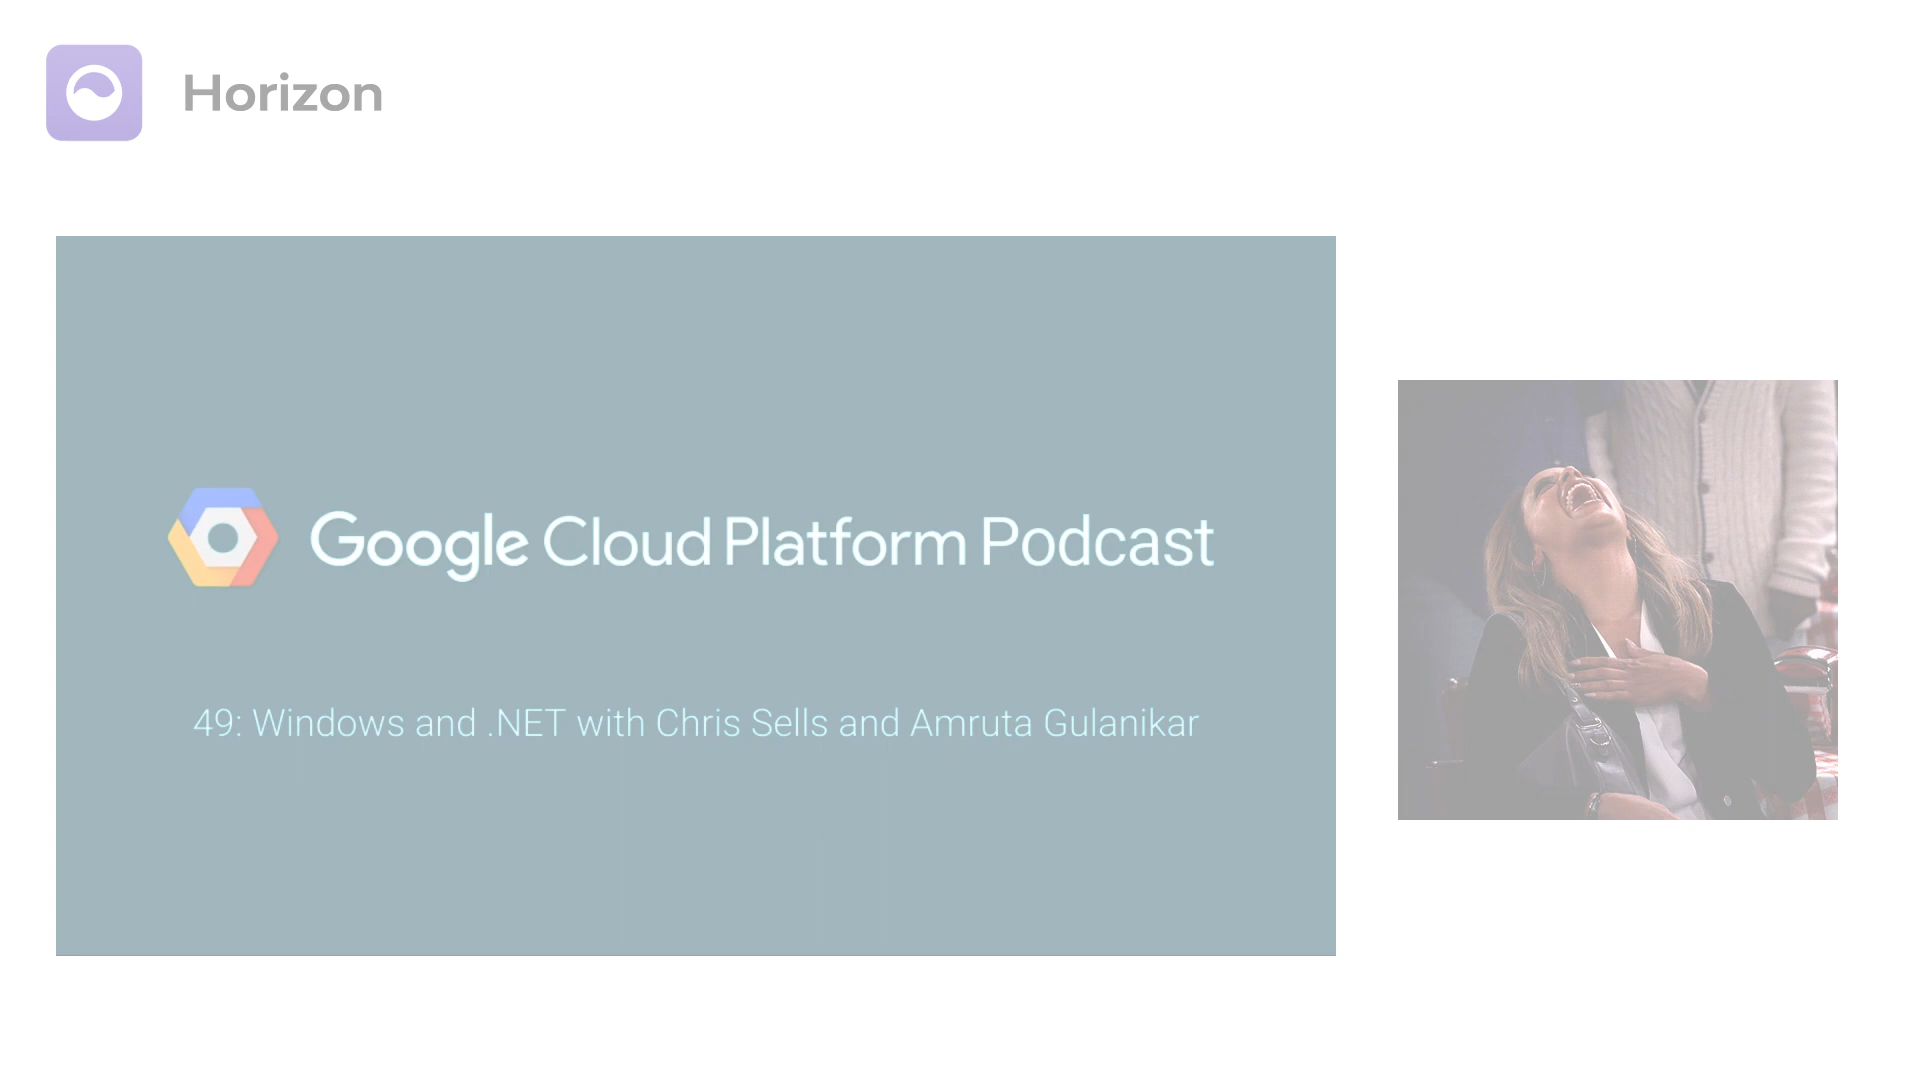 Horizon
Google Cloud Platform Podcast
49: Windows and .NET with Chris Sells and Amruta Gulanikar